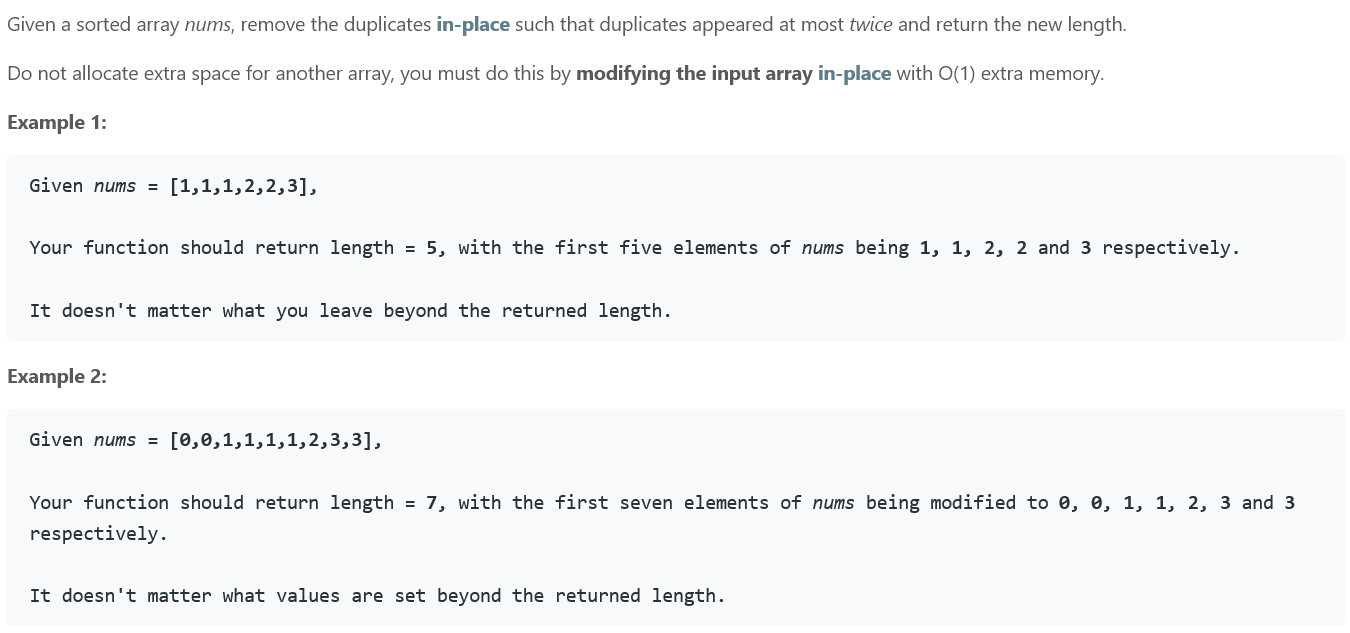 Given a sorted array nums, remove the duplicates in-place such that duplicates appeared at most twice and return the new length.
Do not allocate extra space for another array, you must do this by modifying the input array in-place with O(1) extra memory.
Example 1:
Given nums = [1,1,1,2,2,3],
Your function should return length = 5, with the first five elements of nums being 1, 1, 2, 2 and 3 respectively.
It doesn't matter what you leave beyond the returned length.
Example 2:
Given nums = [0,0,1,1,1,1,2,3,3],
Your function should return length = 7, with the first seven elements of nums being modified to 0, 0, 1, 1, 2, 3 and 3
respectively.
It doesn't matter what values are set beyond the returned length.